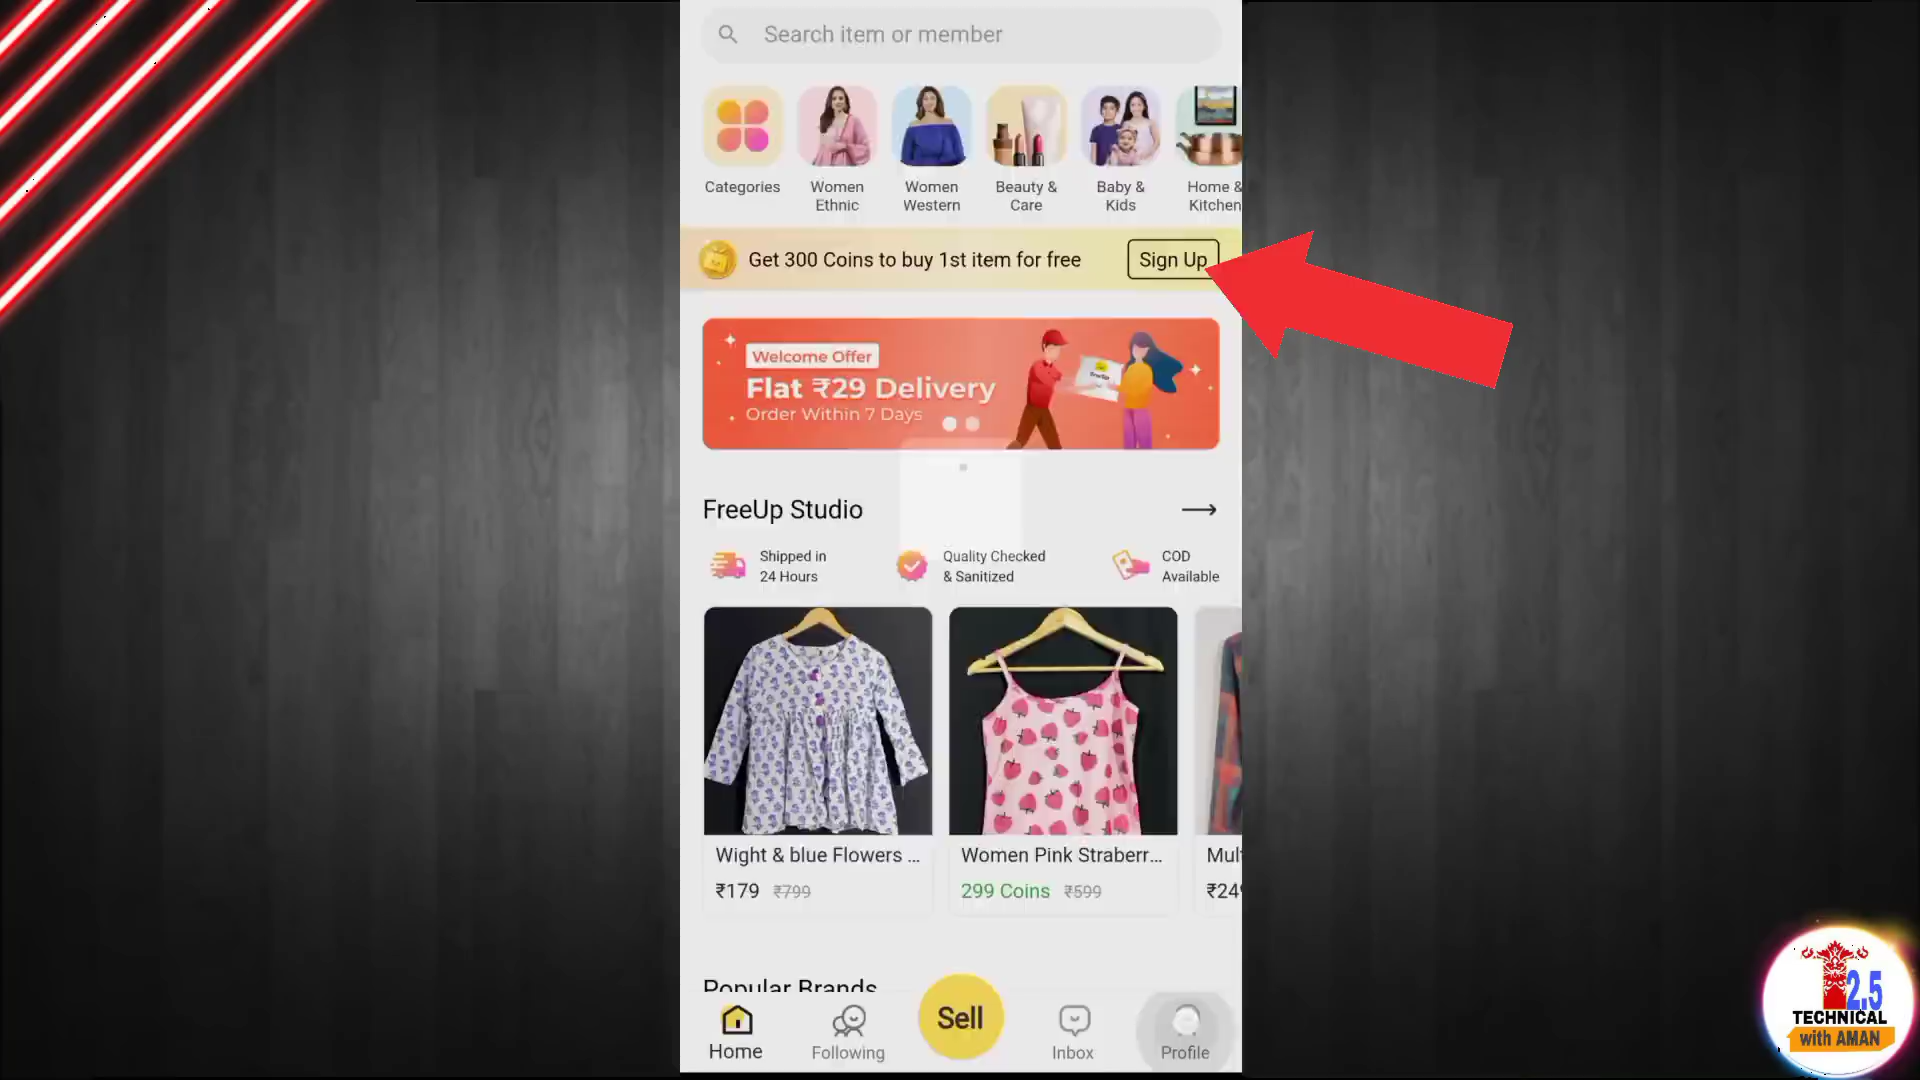 Search item or member
Categories
Women
Ethnic
Women
Western
Beauty &
Care
Baby &
Kids
Home &
Kitchen
Get 300 Coins to buy 1st item for free
Sign Up
Welcome Offer
Flat ₹29 Delivery
Order Within 7 Days
FreeUp Studio
Shipped in
24 Hours
Quality Checked
& Sanitized
COD
Available
Wight & blue Flowers ...
₹179 ₹799
Women Pink Straberr...
299 Coins ₹599
Mul
₹249
Popular Brands
Home
Following
Sell
Inbox
Profile
2.5
TECHNICAL
with AMAN